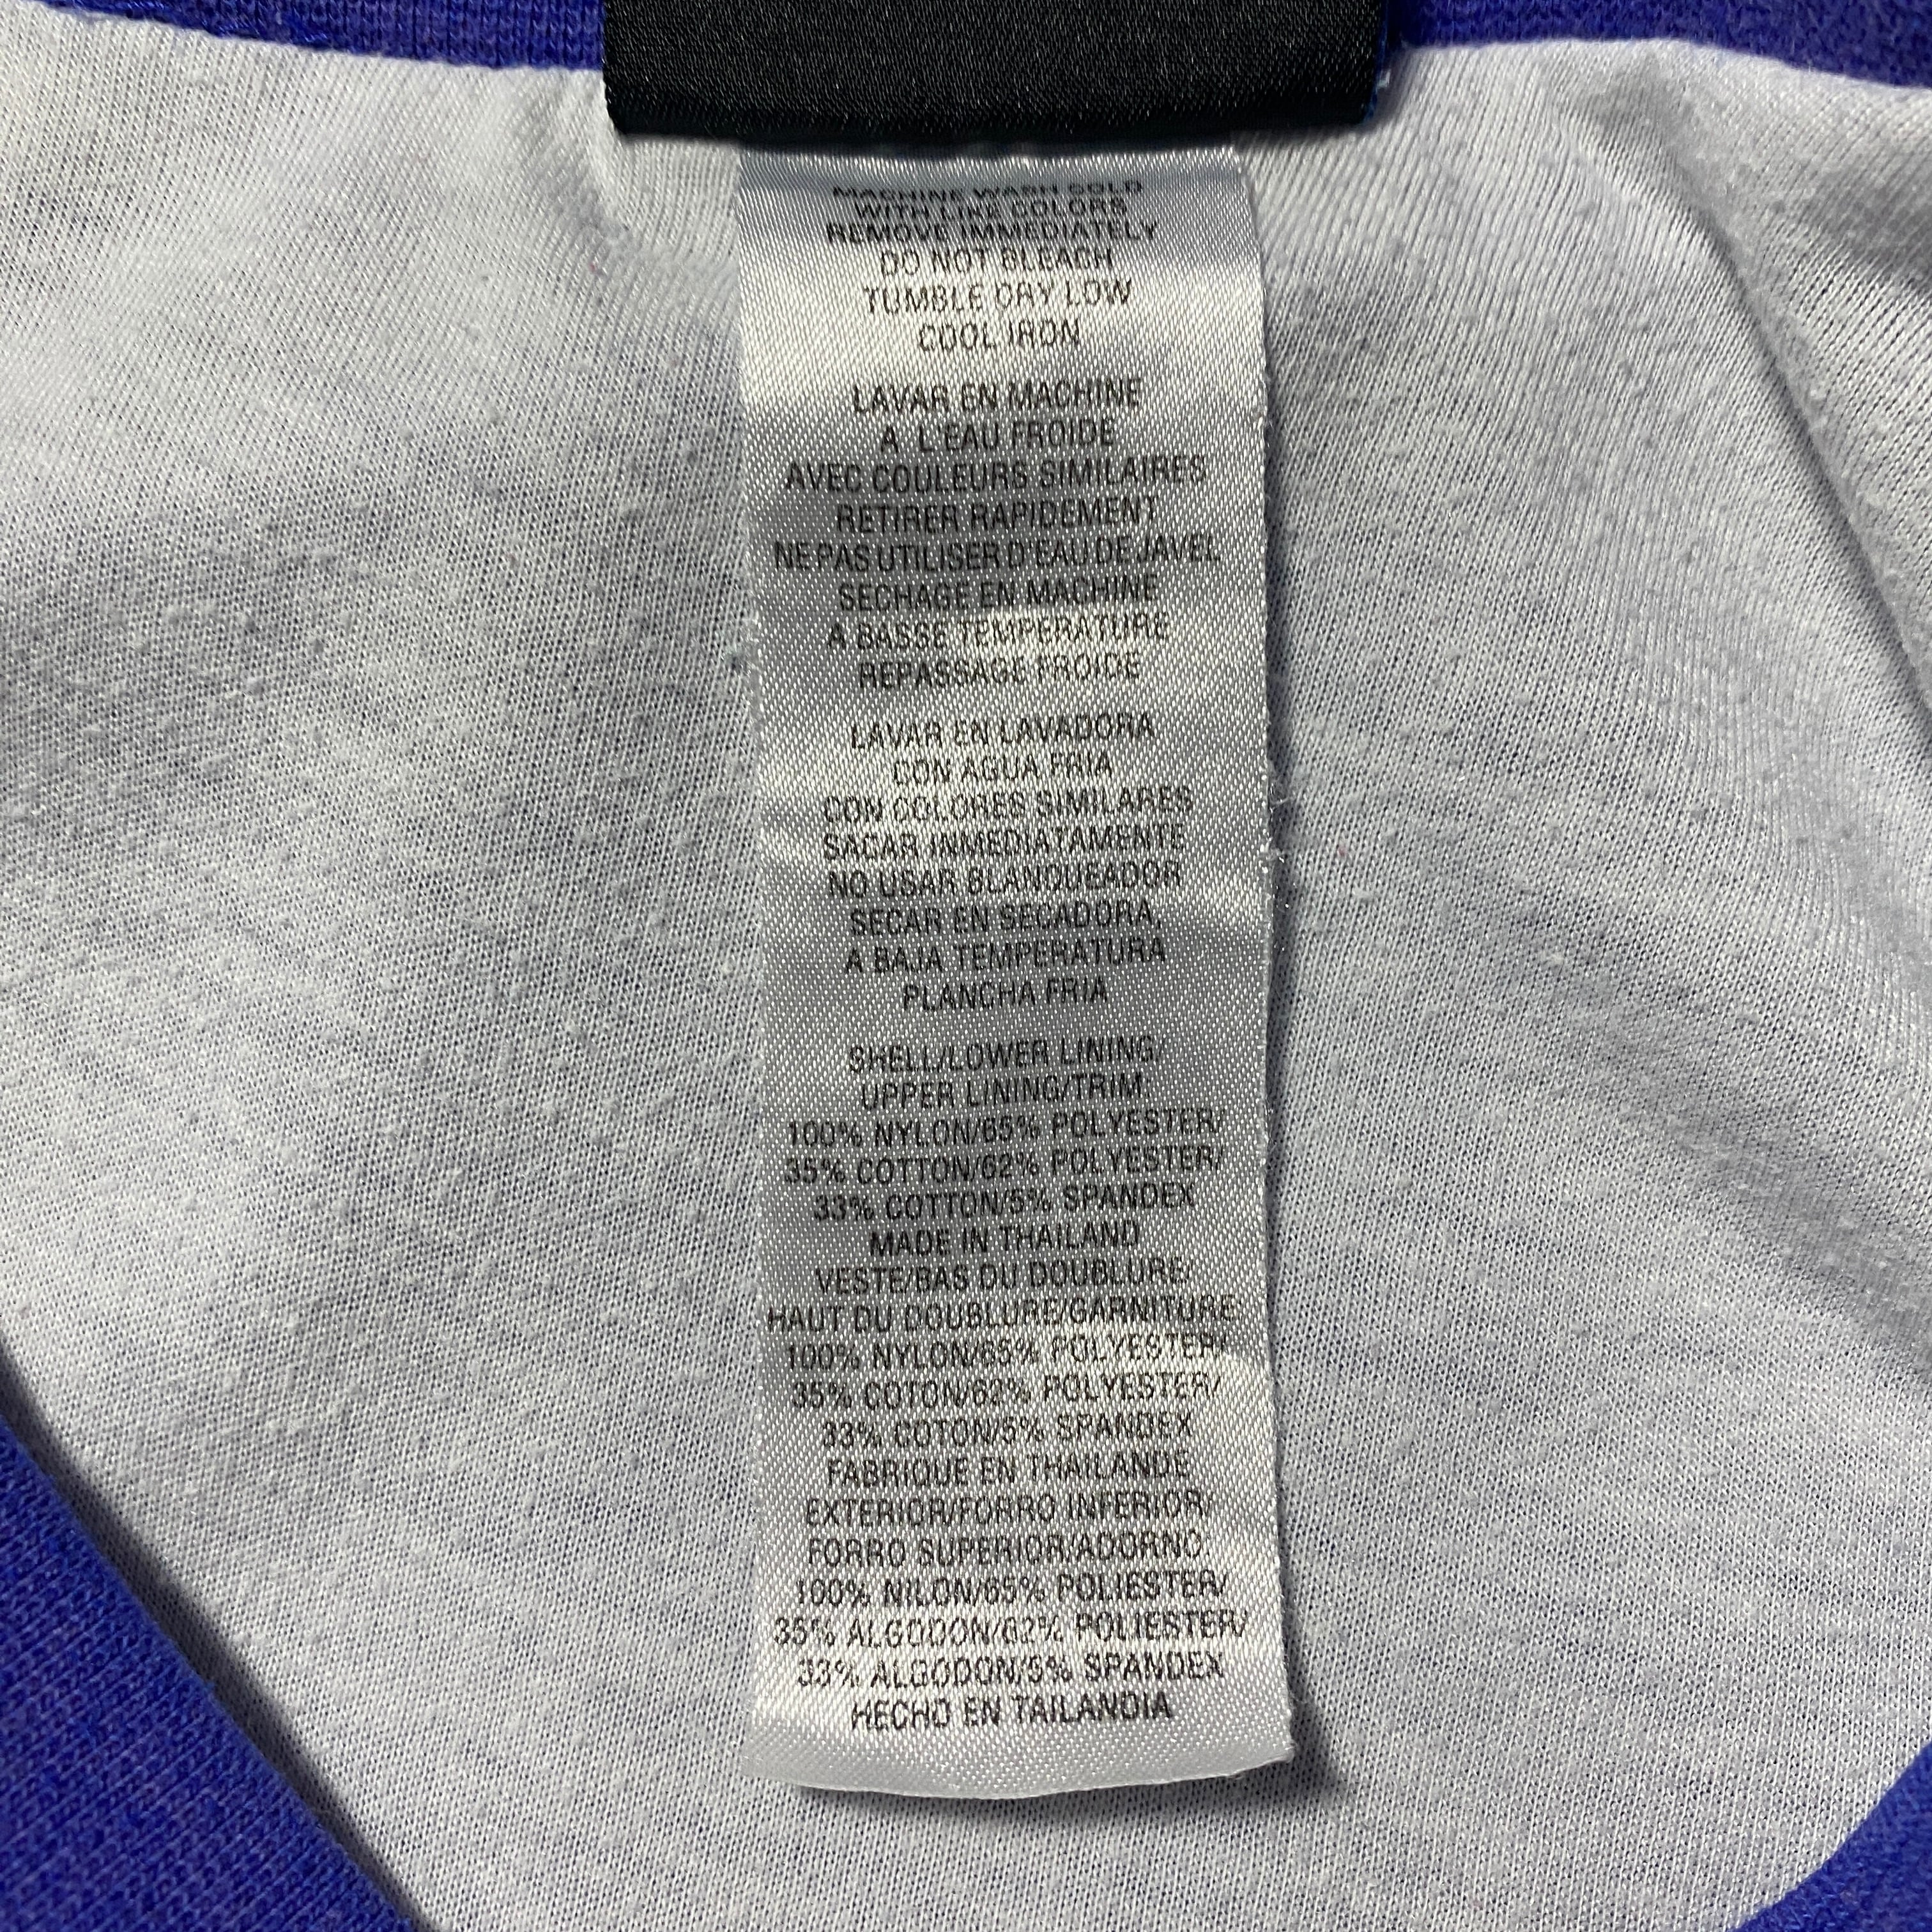 MACHINE WASH COLD
WITH LIKE COLORS
REMOVE IMMEDIATELY
DO NOT BLEACH
TUMBLE DRY LOW
COOL IRON
LAVAR EN MACHINE
A L'EAU FROIDE
AVEC COULEURS SIMILAIRES
RETIRER RAPIDEMENT
NE PAS UTILISER D'EAU DE JAVEL
SECHAGE EN MACHINE
A BASSE TEMPERATURE
REPASSAGE FROIDE
LAVAR EN LAVADORA
CON AGUA FRIA
CON COLORES SIMILARES
SACAR INMEDIATAMENTE
NO USAR BLANQUEADOR
SECAR EN SECADORA
A BAJA TEMPERATURA
PLANCHA FRIA
SHELL/LOWER LINING/
UPPER LINING/TRIM
100% NYLON/65% POLYESTER/
35% COTTON/62% POLYESTER/
33% COTTON/5% SPANDEX
MADE IN THAILAND
VESTE/BAS DU DOUBLURE/
HAUT DU DOUBLURE/GARNITURE
100% NYLON/65% POLYESTER/
35% COTON/62% POLYESTER/
33% COTON/5% SPANDEX
FABRIQUE EN THAILANDE
EXTERIOR/FORRO INFERIOR/
FORRO SUPERIOR/ADORNO
100% NILON/65% POLIESTER/
35% ALGODON/62% POLIESTER/
33% ALGODON/5% SPANDEX
HECHO EN TAILANDIA